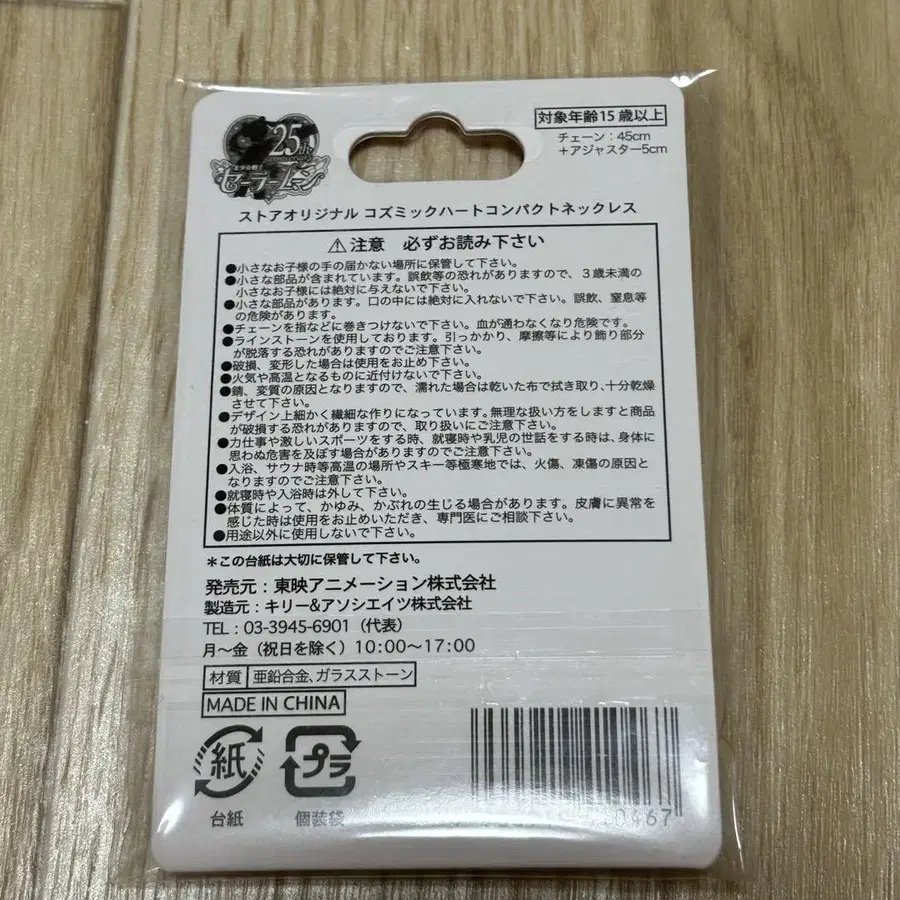 25th
美少女戦士
セーラームーン
対象年齢15歳以上
チェーン：45cm
＋アジャスター5cm
ストアオリジナル コズミックハートコンパクトネックレス
⚠注意 必ずお読み下さい
●小さなお子様の手の届かない場所に保管して下さい。
●小さな部品が含まれています。誤飲等の恐れがありますので、３歳未満の
小さなお子様には絶対に与えないで下さい。
●小さな部品があります。口の中には絶対に入れないで下さい。誤飲、窒息等
の危険があります。
●チェーンを指などに巻きつけないで下さい。血が通わなくなり危険です。
●ラインストーンを使用しております。引っかかり、摩擦等により飾り部分
が脱落する恐れがありますのでご注意下さい。
●破損、変形した場合は使用をお止め下さい。
●火気や高温となるものに近付けないで下さい。
●錆、変質の原因となりますので、濡れた場合は乾いた布で拭き取り、十分乾燥
させて下さい。
●デザイン上細かく繊細な作りになっています。無理な扱い方をしますと商品
が破損する恐れがありますので、取り扱いにご注意下さい。
●力仕事や激しいスポーツをする時、就寝時や乳児の世話をする時は、身体に
思わぬ危害を及ぼす場合がありますのでご注意下さい。
●入浴、サウナ時等高温の場所やスキー等極寒地では、火傷、凍傷の原因と
なりますのでご注意下さい。
●就寝時や入浴時は外して下さい。
●体質によって、かゆみ、かぶれの生じる場合があります。皮膚に異常を
感じた時は使用をお止めいただき、専門医にご相談下さい。
●用途以外に使用しないで下さい。
＊この台紙は大切に保管して下さい。
発売元：東映アニメーション株式会社
製造元：キリー&アソシエイツ株式会社
TEL：03-3945-6901（代表）
月～金（祝日を除く）10:00～17:00
材質 亜鉛合金、ガラスストーン
MADE IN CHINA
紙
プラ
台紙
個装袋
0467